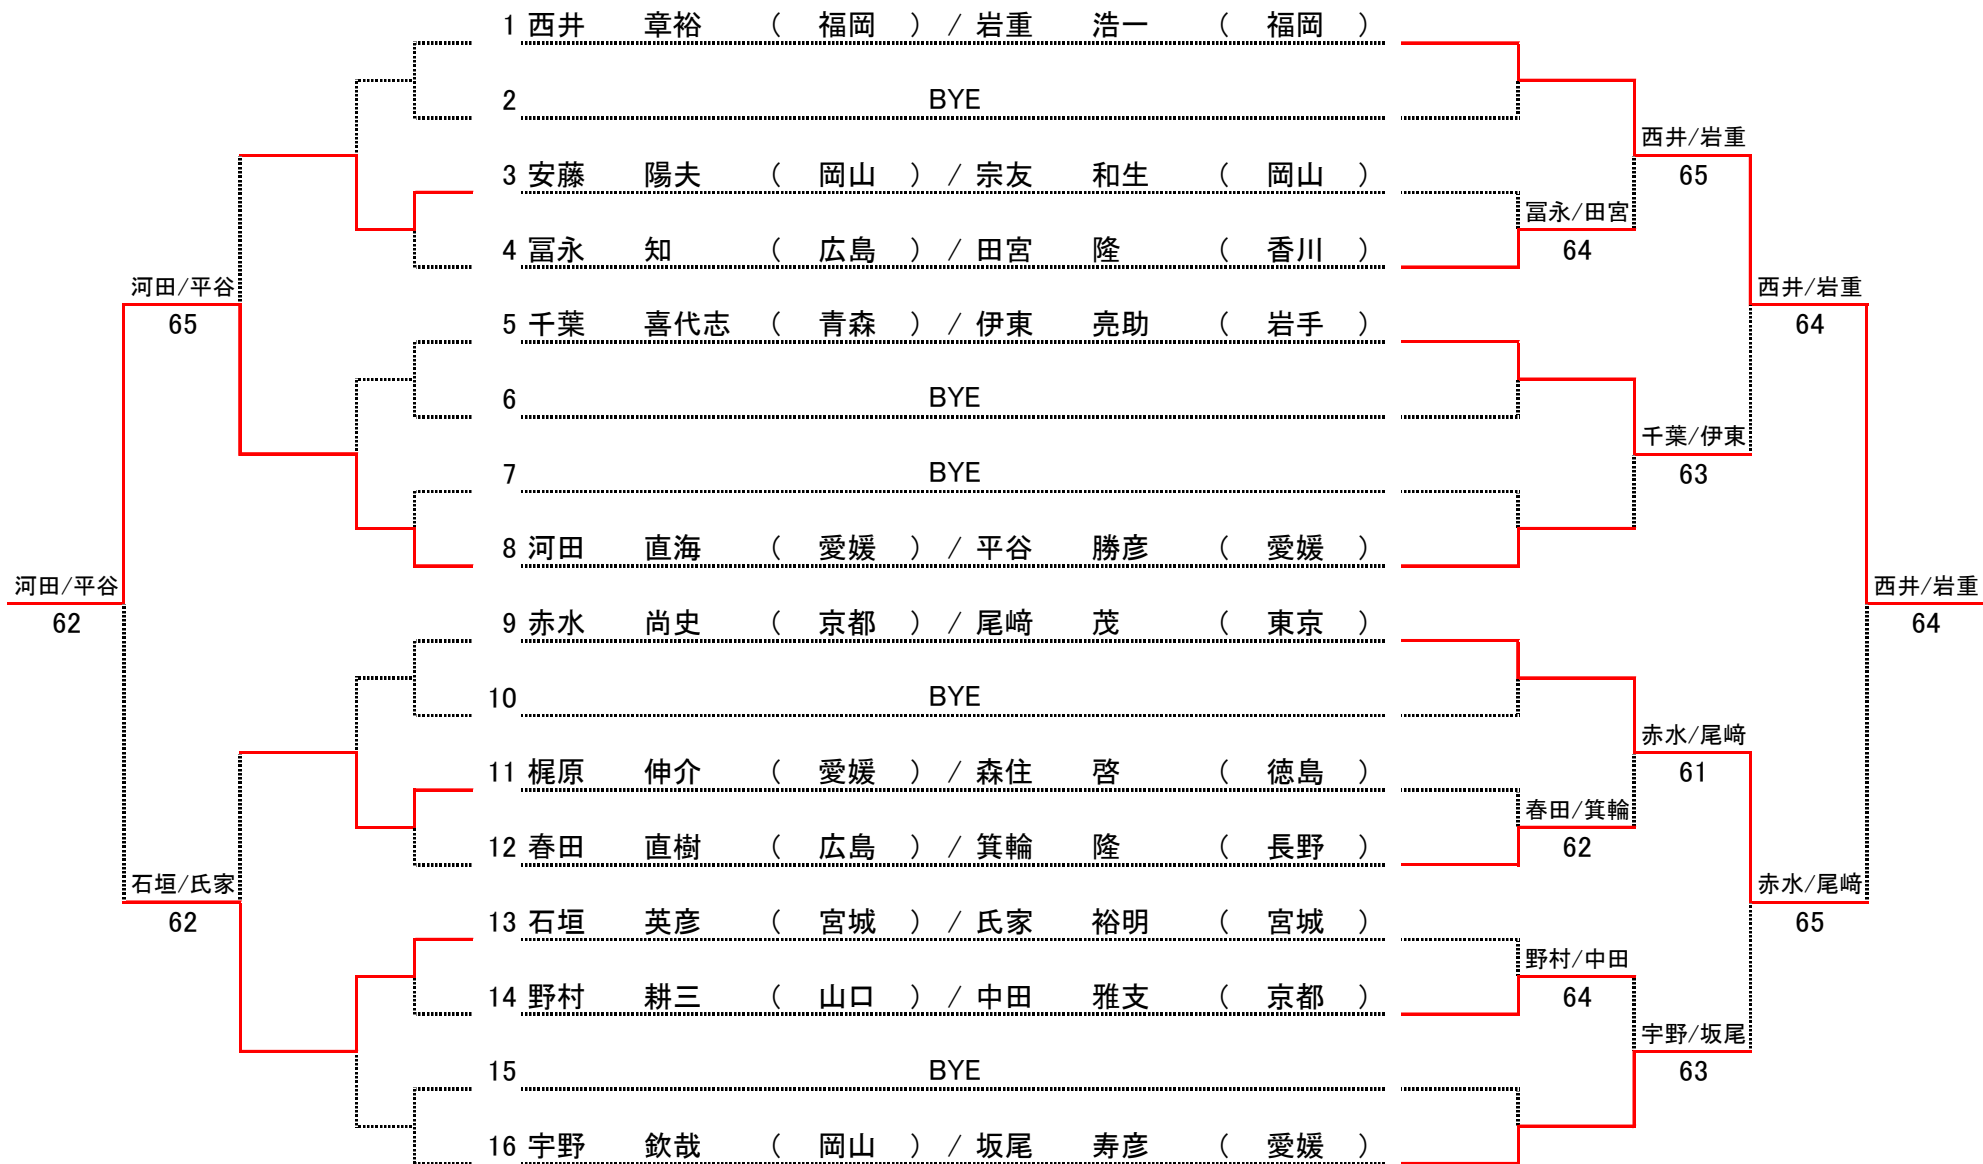 1 西井 章裕 ( 福岡 ) / 岩重 浩一 ( 福岡 )
2 BYE
西井/岩重
3 安藤 陽夫 ( 岡山 ) / 宗友 和生 ( 岡山 )
65
冨永/田宮
4 冨永 知 ( 広島 ) / 田宮 隆 ( 香川 )
64
河田/平谷
西井/岩重
65
5 千葉 喜代志 ( 青森 ) / 伊東 亮助 ( 岩手 )
64
6 BYE
千葉/伊東
7 BYE
63
8 河田 直海 ( 愛媛 ) / 平谷 勝彦 ( 愛媛 )
河田/平谷
西井/岩重
62
9 赤水 尚史 ( 京都 ) / 尾﨑 茂 ( 東京 )
64
10 BYE
赤水/尾﨑
11 梶原 伸介 ( 愛媛 ) / 森住 啓 ( 徳島 )
61
春田/箕輪
12 春田 直樹 ( 広島 ) / 箕輪 隆 ( 長野 )
62
石垣/氏家
赤水/尾﨑
62
13 石垣 英彦 ( 宮城 ) / 氏家 裕明 ( 宮城 )
65
野村/中田
14 野村 耕三 ( 山口 ) / 中田 雅支 ( 京都 )
64
宇野/坂尾
15 BYE
63
16 宇野 欽哉 ( 岡山 ) / 坂尾 寿彦 ( 愛媛 )